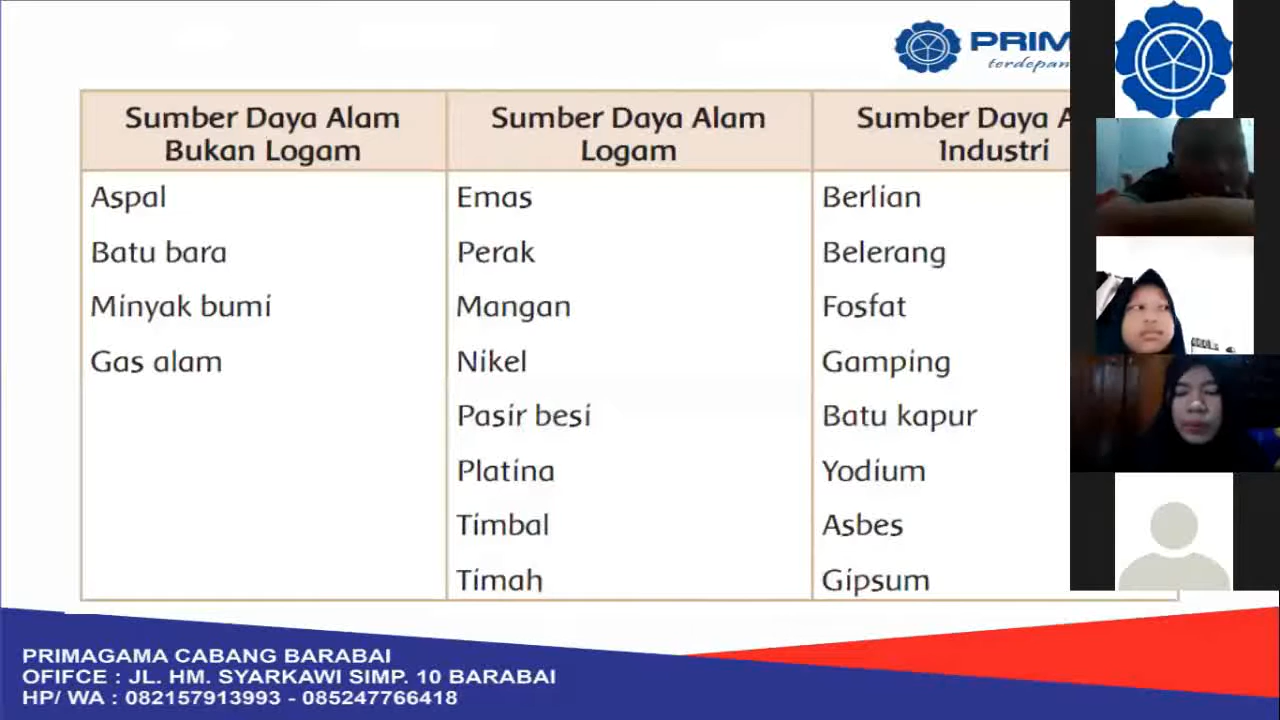 PRIM
terdepan
Sumber Daya Alam
Bukan Logam
Sumber Daya Alam
Logam
Sumber Daya A
Industri
Aspal
Emas
Berlian
Batu bara
Perak
Belerang
Minyak bumi
Mangan
Fosfat
Gas alam
Nikel
Gamping
Pasir besi
Batu kapur
Platina
Yodium
Timbal
Asbes
Timah
Gipsum
PRIMAGAMA CABANG BARABAI
OFIFCE : JL. HM. SYARKAWI SIMP. 10 BARABAI
HP/ WA : 082157913993 - 085247766418